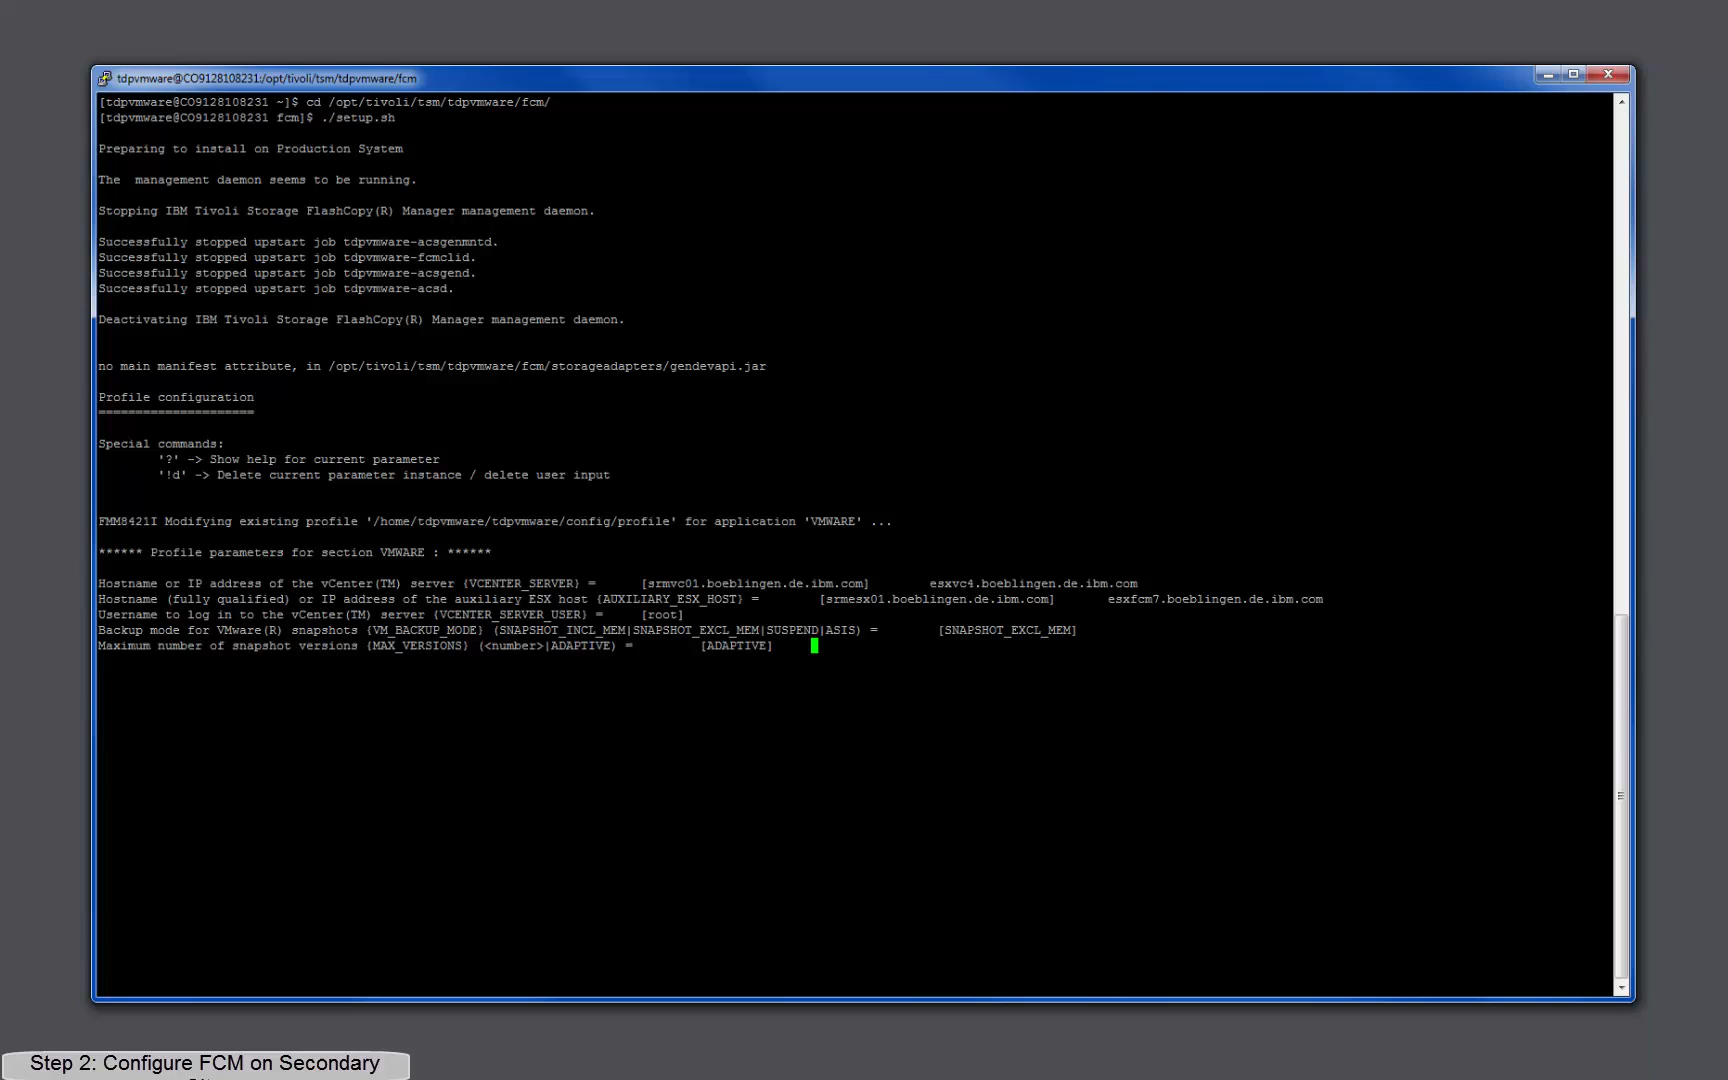 tdpvmware@CO9128108231:/opt/tivoli/tsm/tdpvmware/fcm
[tdpvmware@CO9128108231 ~]$ cd /opt/tivoli/tsm/tdpvmware/fcm/
[tdpvmware@CO9128108231 fcm]$ ./setup.sh
Preparing to install on Production System
The  management daemon seems to be running.
Stopping IBM Tivoli Storage FlashCopy(R) Manager management daemon.
Successfully stopped upstart job tdpvmware-acsgenmntd.
Successfully stopped upstart job tdpvmware-fcmclid.
Successfully stopped upstart job tdpvmware-acsgend.
Successfully stopped upstart job tdpvmware-acsd.
Deactivating IBM Tivoli Storage FlashCopy(R) Manager management daemon.
no main manifest attribute, in /opt/tivoli/tsm/tdpvmware/fcm/storageadapters/gendevapi.jar
Profile configuration
=====================
Special commands:
'?' -> Show help for current parameter
'!d' -> Delete current parameter instance / delete user input
FMM8421I Modifying existing profile '/home/tdpvmware/tdpvmware/config/profile' for application 'VMWARE' ...
****** Profile parameters for section VMWARE : ******
Hostname or IP address of the vCenter(TM) server {VCENTER_SERVER} = [srmvc01.boeblingen.de.ibm.com] esxvc4.boeblingen.de.ibm.com
Hostname (fully qualified) or IP address of the auxiliary ESX host {AUXILIARY_ESX_HOST} = [srmesx01.boeblingen.de.ibm.com] esxfcm7.boeblingen.de.ibm.com
Username to log in to the vCenter(TM) server {VCENTER_SERVER_USER} = [root]
Backup mode for VMware(R) snapshots {VM_BACKUP_MODE} (SNAPSHOT_INCL_MEM|SNAPSHOT_EXCL_MEM|SUSPEND|ASIS) = [SNAPSHOT_EXCL_MEM]
Maximum number of snapshot versions {MAX_VERSIONS} (<number>|ADAPTIVE) = [ADAPTIVE]
Step 2: Configure FCM on Secondary